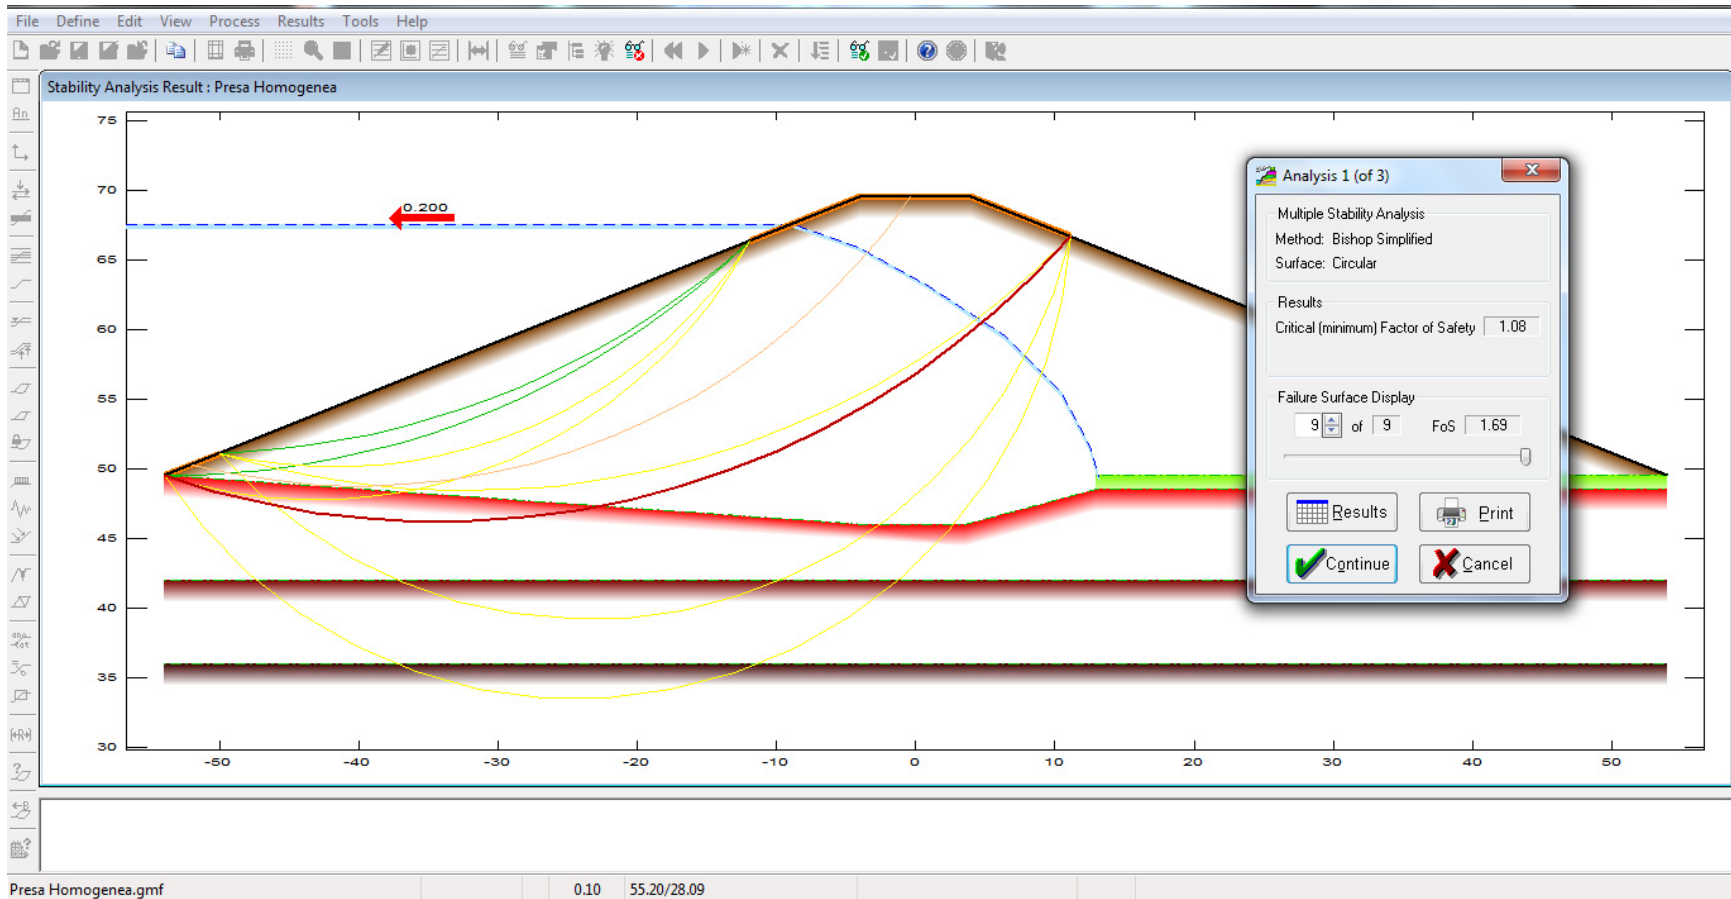 File Define Edit View Process Results Tools Help
Stability Analysis Result : Presa Homogenea
An
75
70
65
60
55
50
45
40
35
30
0.200
-50 -40 -30 -20 -10 0 10 20 30 40 50
Analysis 1 (of 3)
Multiple Stability Analysis
Method: Bishop Simplified
Surface: Circular
Results
Critical (minimum) Factor of Safety 1.08
Failure Surface Display
9 of 9 FoS 1.69
Results Print
Continue Cancel
Presa Homogenea.gmf 0.10 55.20/28.09